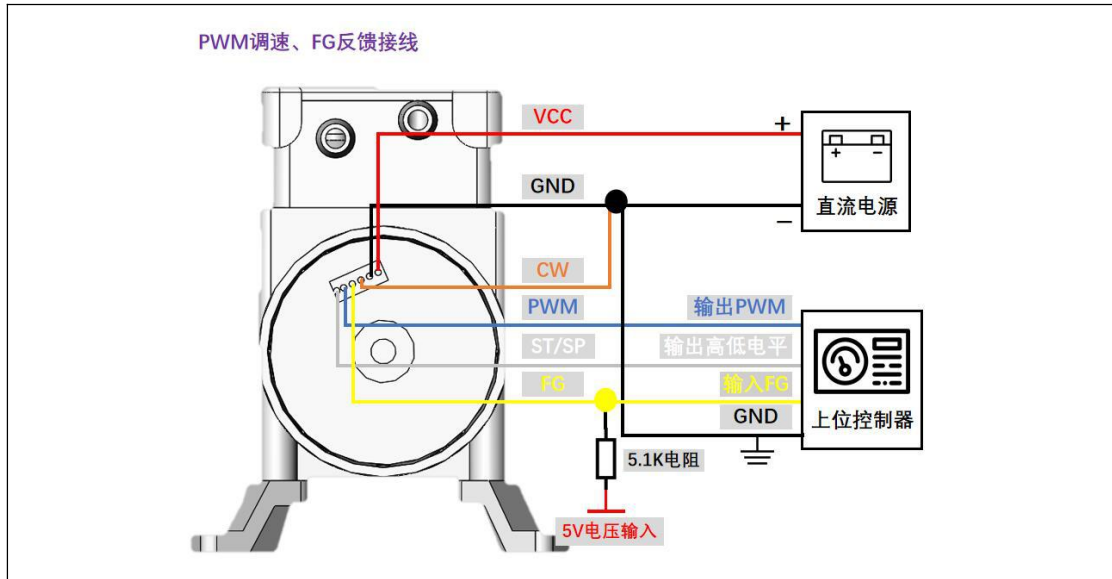 PWM调速、FG反馈接线
VCC
+
+ -
直流电源
GND
−
CW
PWM
输出PWM
ST/SP
输出高低电平
FG
输入FG
GND
上位控制器
5.1K电阻
5V电压输入